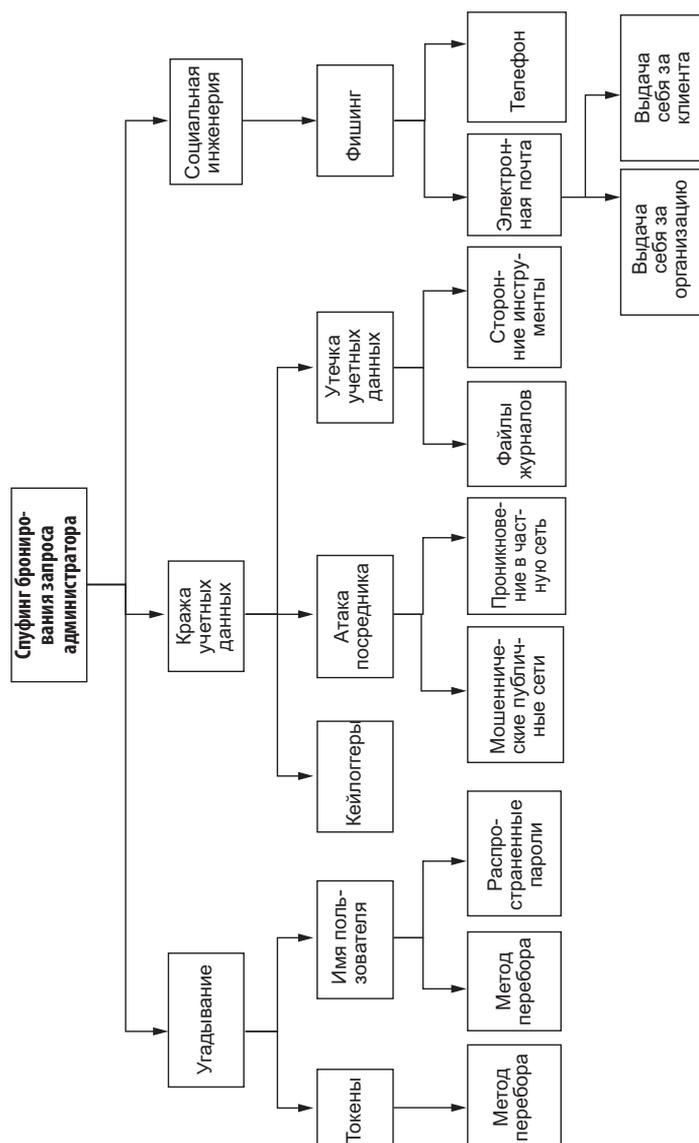 Спуфинг брониро-
вания запроса
администратора
Угадывание
Кража
учетных
данных
Социальная
инженерия
Токены
Имя поль-
зователя
Кейлоггеры
Атака
посредника
Утечка
учетных
данных
Фишинг
Метод
перебора
Метод
перебора
Распро-
страненные
пароли
Мошенниче-
ские публич-
ные сети
Проникнове-
ние в част-
ную сеть
Файлы
журналов
Сторон-
ние инстру-
менты
Электрон-
ная почта
Телефон
Выдача
себя за
организацию
Выдача
себя за
клиента